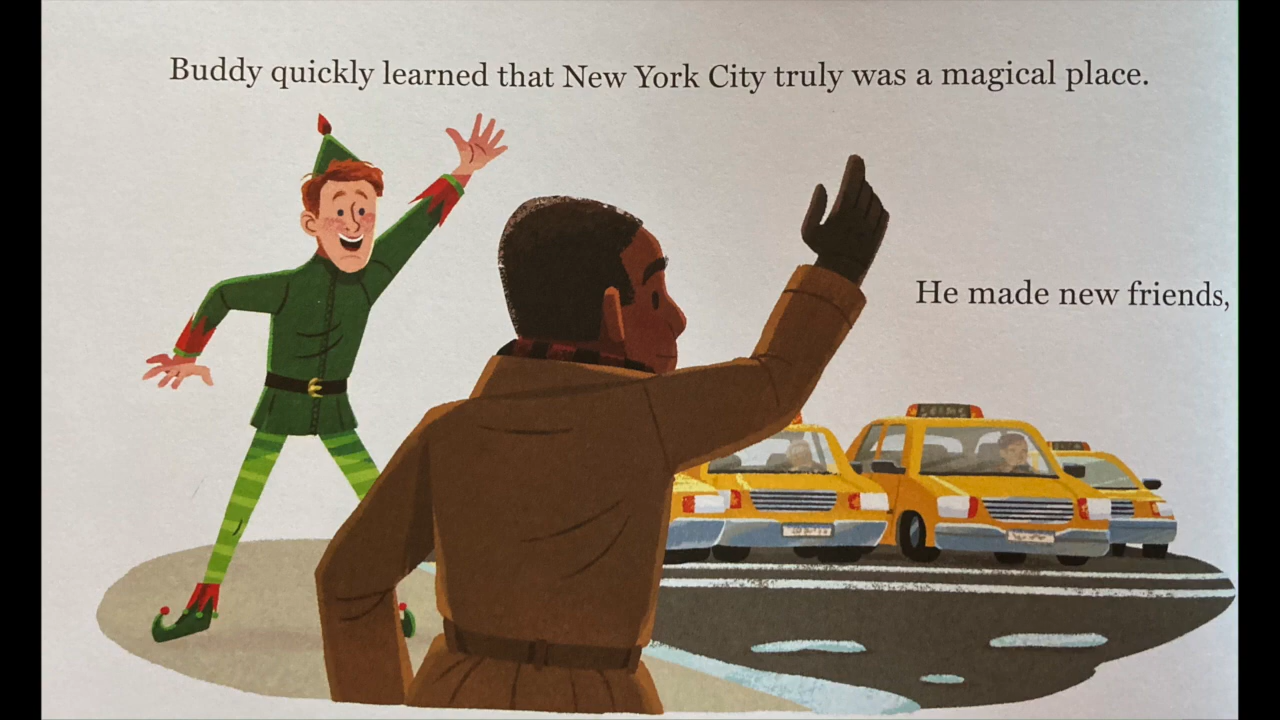 Buddy quickly learned that New York City truly was a magical place.
He made new friends,